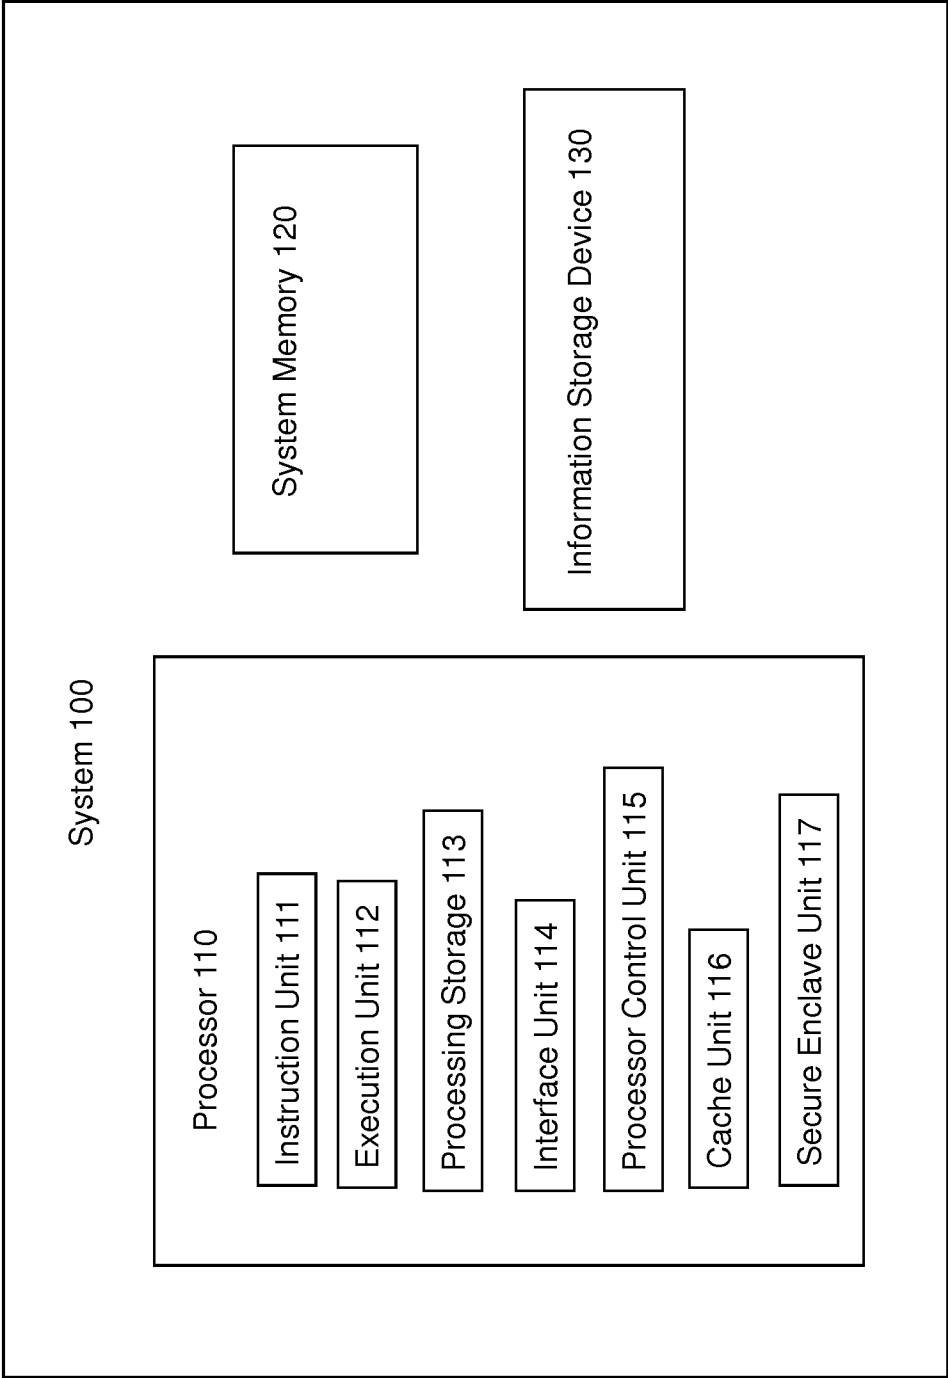 System 100
Processor 110
Instruction Unit 111
Execution Unit 112
Processing Storage 113
Interface Unit 114
Processor Control Unit 115
Cache Unit 116
Secure Enclave Unit 117
System Memory 120
Information Storage Device 130